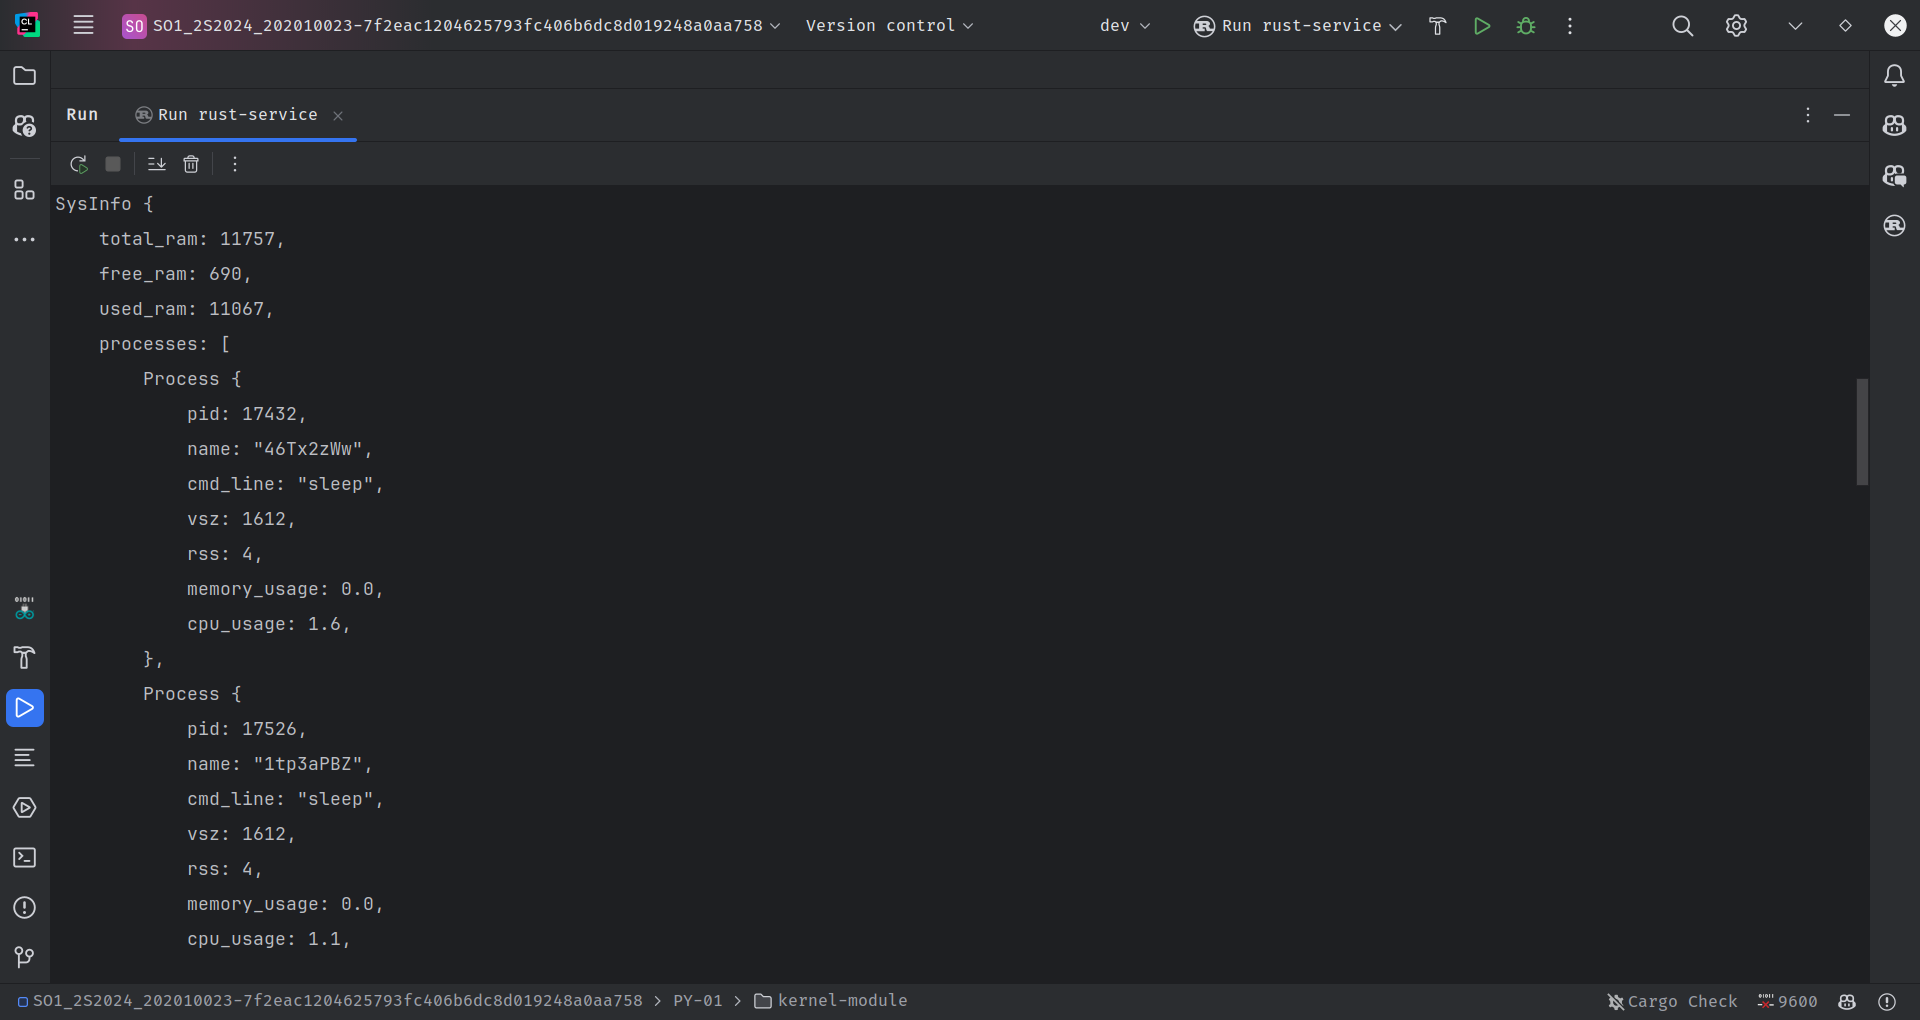 CL
SO SO1_2S2024_202010023-7f2eac1204625793fc406b6dc8d019248a0aa758 Version control dev Run rust-service
Run Run rust-service
SysInfo {
total_ram: 11757,
free_ram: 690,
used_ram: 11067,
processes: [
Process {
pid: 17432,
name: "46Tx2zWw",
cmd_line: "sleep",
vsz: 1612,
rss: 4,
memory_usage: 0.0,
cpu_usage: 1.6,
},
Process {
pid: 17526,
name: "1tp3aPBZ",
cmd_line: "sleep",
vsz: 1612,
rss: 4,
memory_usage: 0.0,
cpu_usage: 1.1,
SO1_2S2024_202010023-7f2eac1204625793fc406b6dc8d019248a0aa758 > PY-01 > kernel-module Cargo Check 9600